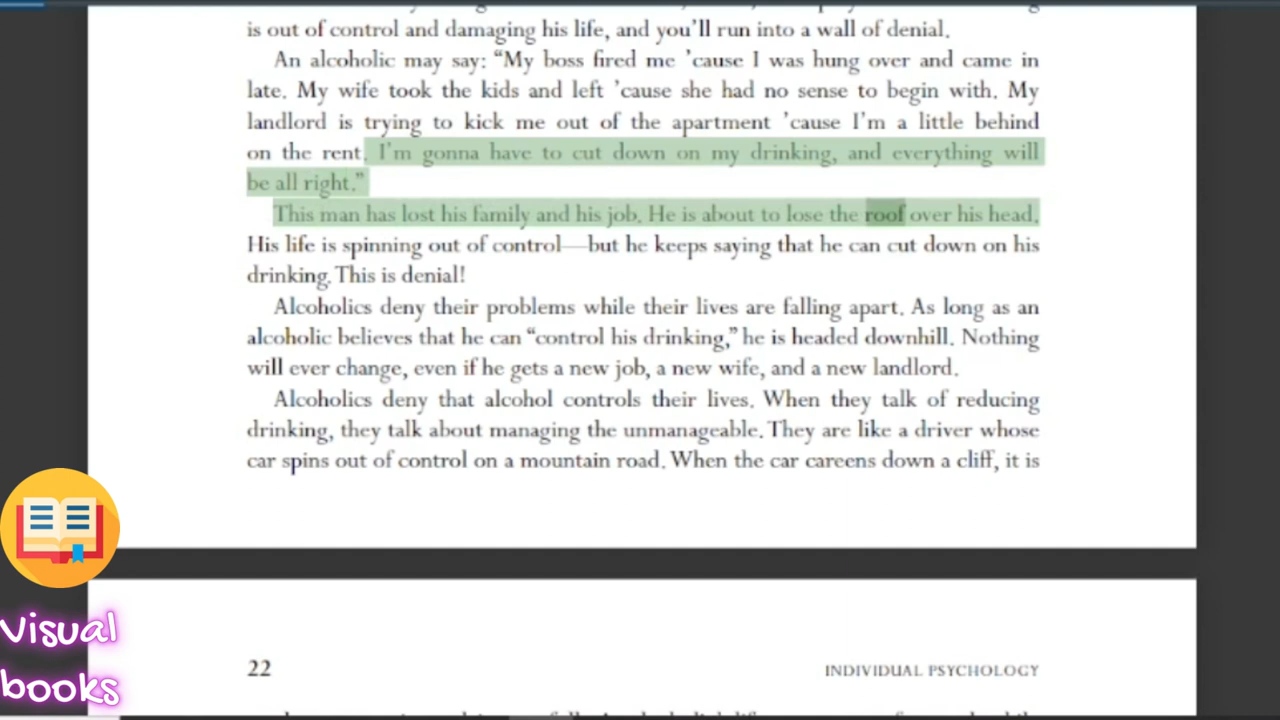 is out of control and damaging his life, and you'll run into a wall of denial.
An alcoholic may say: “My boss fired me ’cause I was hung over and came in
late. My wife took the kids and left ’cause she had no sense to begin with. My
landlord is trying to kick me out of the apartment ’cause I’m a little behind
on the rent. I’m gonna have to cut down on my drinking, and everything will
be all right.”
This man has lost his family and his job. He is about to lose the roof over his head.
His life is spinning out of control—but he keeps saying that he can cut down on his
drinking. This is denial!
Alcoholics deny their problems while their lives are falling apart. As long as an
alcoholic believes that he can “control his drinking,” he is headed downhill. Nothing
will ever change, even if he gets a new job, a new wife, and a new landlord.
Alcoholics deny that alcohol controls their lives. When they talk of reducing
drinking, they talk about managing the unmanageable. They are like a driver whose
car spins out of control on a mountain road. When the car careens down a cliff, it is
Visual
books
22 INDIVIDUAL PSYCHOLOGY